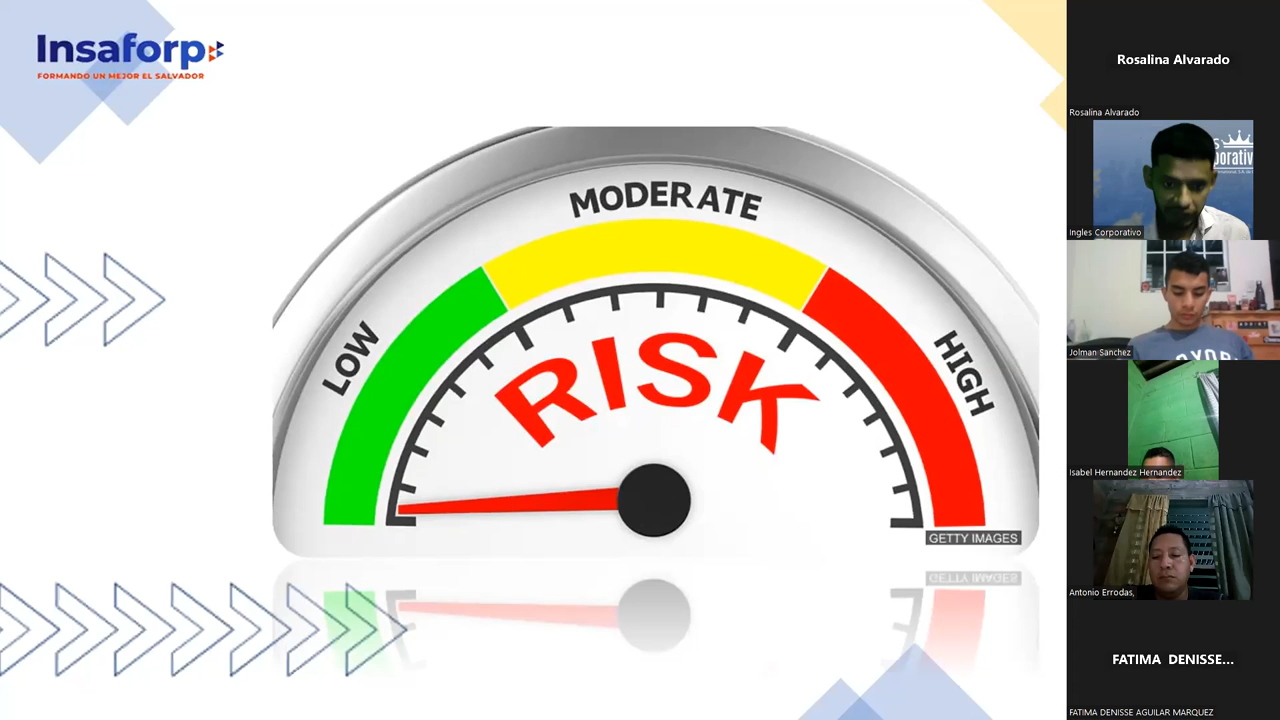 Insaforp
FORMANDO UN MEJOR EL SALVADOR
LOW
MODERATE
HIGH
RISK
GETTY IMAGES
Rosalina Alvarado
Rosalina Alvarado
Ingles Corporativo
Jolman Sanchez
Isabel Hernandez Hernandez
Antonio Errodas,
FATIMA DENISSE...
FATIMA DENISSE AGUILAR MARQUEZ